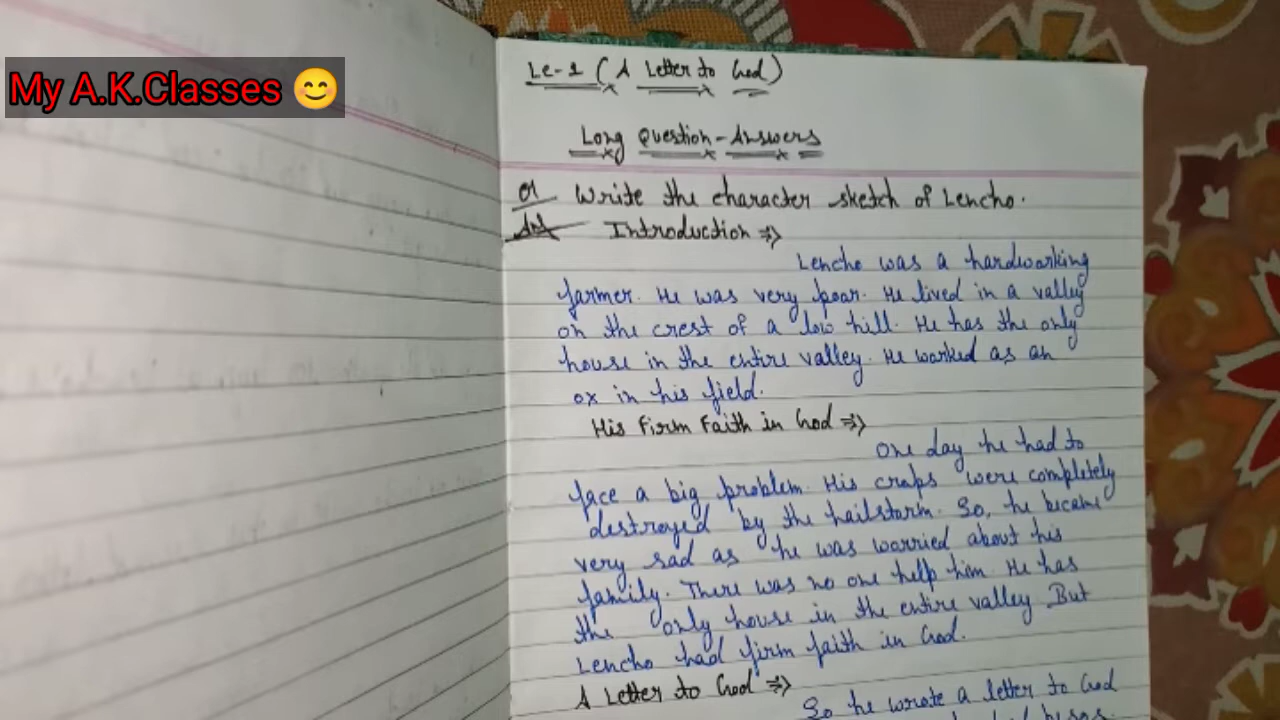 My A.K.Classes 😊
Le-1 (A Letter to God)
Long Question-Answers
Write the character sketch of Lencho.
Ans Introduction ⇒
Lencho was a hardworking
farmer. He was very poor. He lived in a valley
on the crest of a low hill. He has the only
house in the entire valley. He worked as an
ox in his field.
His Firm Faith in God ⇒
One day he had to
face a big problem. His crops were completely
destroyed by the hailstorm. So, he became
very sad as he was worried about his
family. There was no one help him. He has
the only house in the entire valley. But
Lencho had firm faith in God.
A Letter to God ⇒
So he wrote a letter to God